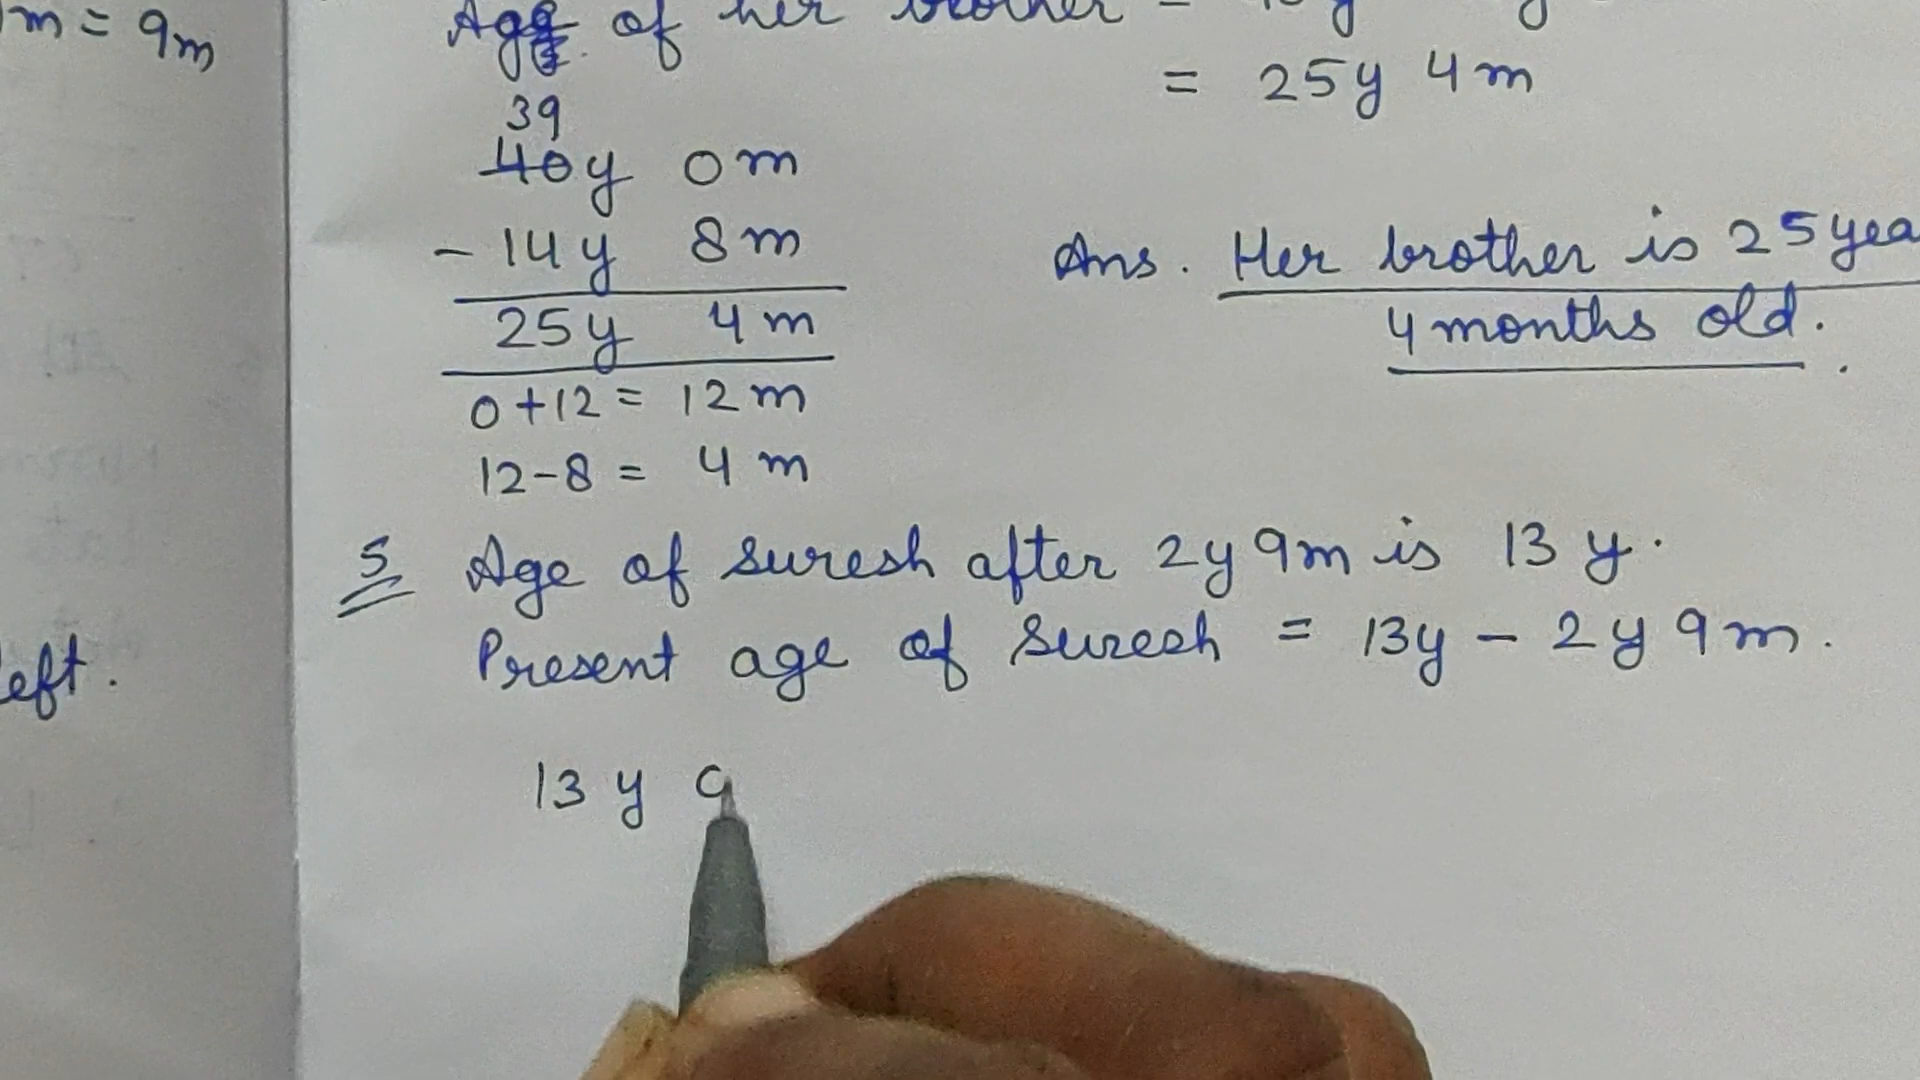 m = 9m
eft.
Age of her brother =
= 25y 4m
39
40y 0m
- 14y 8m
25y 4m
0+12 = 12m
12-8 = 4m
Ans. Her brother is 25 yea
4 months old.
5 Age of Suresh after 2y 9m is 13 y.
Present age of Suresh = 13y - 2y 9m.
13 y